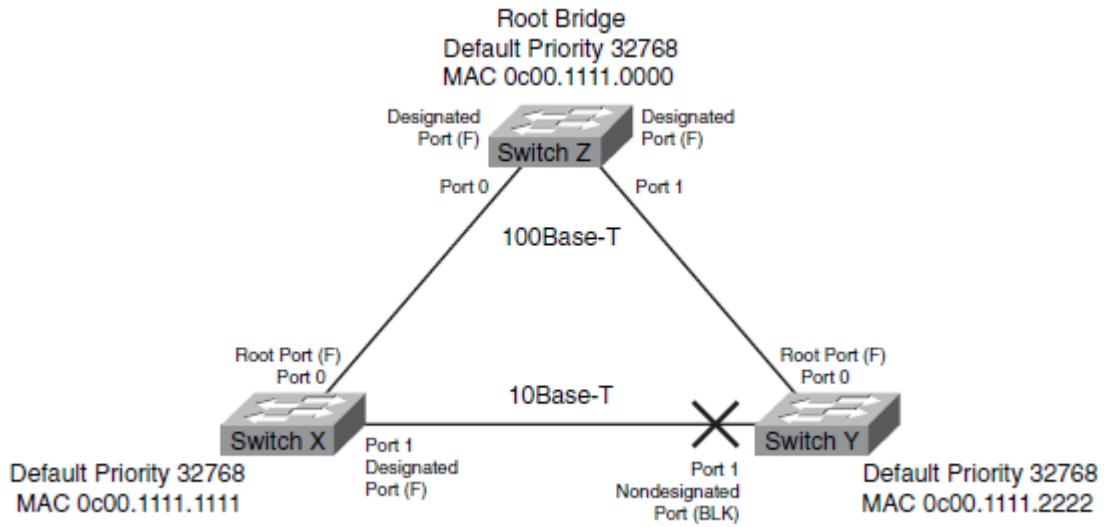 Root Bridge
Default Priority 32768
MAC 0c00.1111.0000
Designated
Port (F)
Designated
Port (F)
Switch Z
Port 0
Port 1
100Base-T
Root Port (F)
Port 0
Root Port (F)
Port 0
10Base-T
Switch X
Switch Y
Port 1
Designated
Port (F)
Port 1
Nondesignated
Port (BLK)
Default Priority 32768
MAC 0c00.1111.1111
Default Priority 32768
MAC 0c00.1111.2222